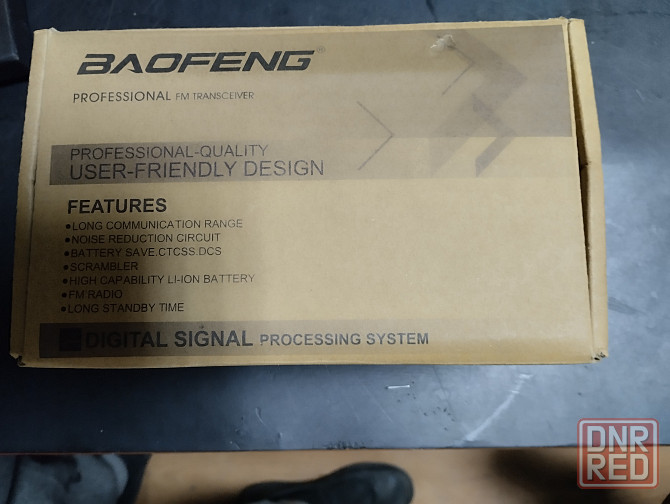 BAOFENG®
PROFESSIONAL FM TRANSCEIVER
PROFESSIONAL-QUALITY
USER-FRIENDLY DESIGN
FEATURES
•LONG COMMUNICATION RANGE
•NOISE REDUCTION CIRCUIT
•BATTERY SAVE.CTCSS.DCS
•SCRAMBLER
•HIGH CAPABILITY LI-ION BATTERY
•FM RADIO
•LONG STANDBY TIME
DIGITAL SIGNAL PROCESSING SYSTEM
DNR
RED